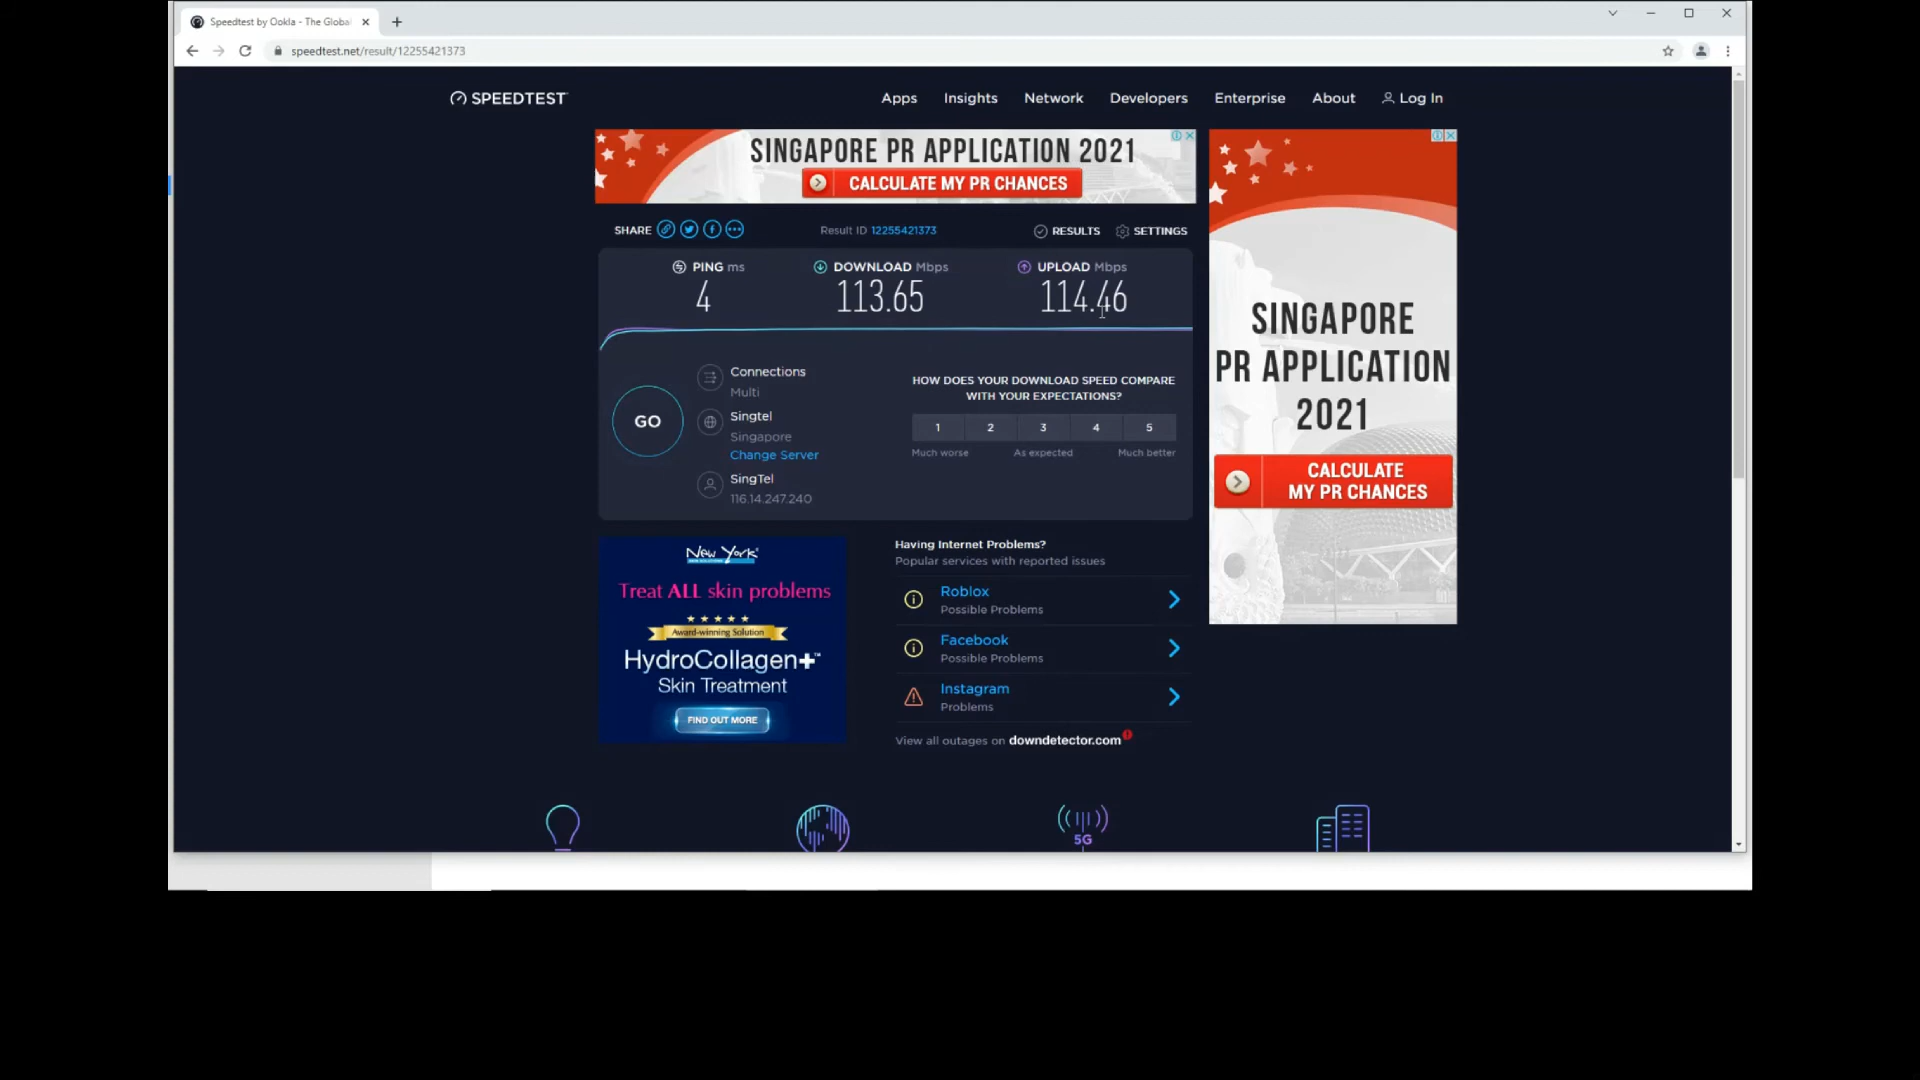 Speedtest by Ookla - The Global
speedtest.net/result/12255421373
SPEEDTEST
Apps
Insights
Network
Developers
Enterprise
About
Log In
SINGAPORE PR APPLICATION 2021
CALCULATE MY PR CHANCES
SHARE
Result ID 12255421373
RESULTS
SETTINGS
PING ms
4
DOWNLOAD Mbps
113.65
UPLOAD Mbps
114.46
GO
Connections
Multi
Singtel
Singapore
Change Server
SingTel
116.14.247.240
HOW DOES YOUR DOWNLOAD SPEED COMPARE
WITH YOUR EXPECTATIONS?
1 2 3 4 5
Much worse
As expected
Much better
SINGAPORE
PR APPLICATION
2021
CALCULATE
MY PR CHANCES
New York
Treat ALL skin problems
Award-winning Solution
HydroCollagen+™
Skin Treatment
FIND OUT MORE
Having Internet Problems?
Popular services with reported issues
Roblox
Possible Problems
Facebook
Possible Problems
Instagram
Problems
View all outages on downdetector.com
5G